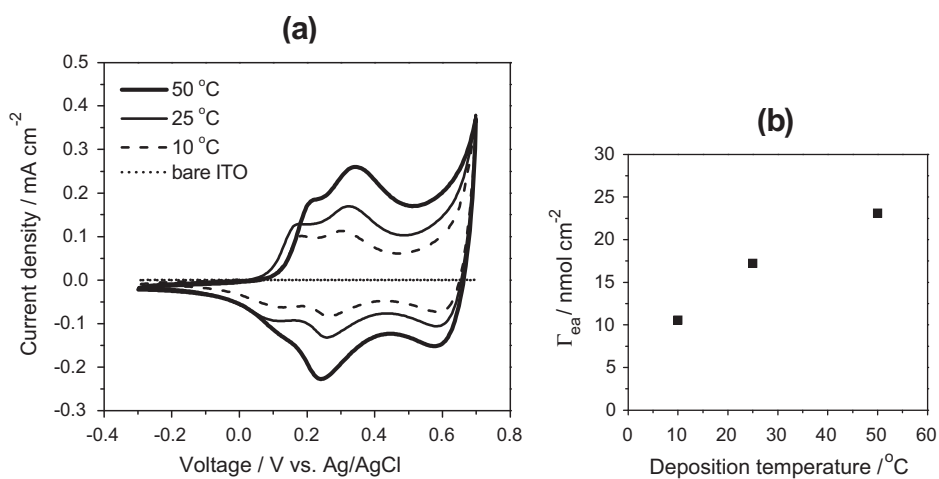 (a)
0.5
0.4
0.3
0.2
0.1
0.0
-0.1
-0.2
-0.3
Current density / mA cm⁻²
50 °C
25 °C
10 °C
bare ITO
-0.4 -0.2 0.0 0.2 0.4 0.6 0.8
Voltage / V vs. Ag/AgCl
(b)
30
25
20
15
10
5
0
Γea / nmol cm⁻²
0 10 20 30 40 50 60
Deposition temperature /°C